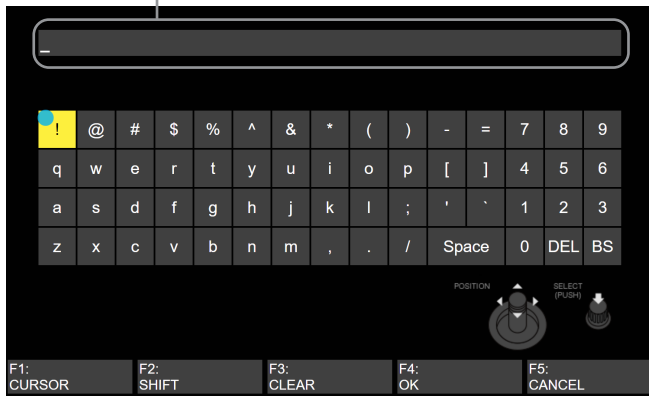 _
! @ # $ % ^ & * ( ) - = 7 8 9
q w e r t y u i o p [ ] 4 5 6
a s d f g h j k l ; ' ` 1 2 3
z x c v b n m , . / Space 0 DEL BS
POSITION
SELECT
(PUSH)
F1:
CURSOR
F2:
SHIFT
F3:
CLEAR
F4:
OK
F5:
CANCEL